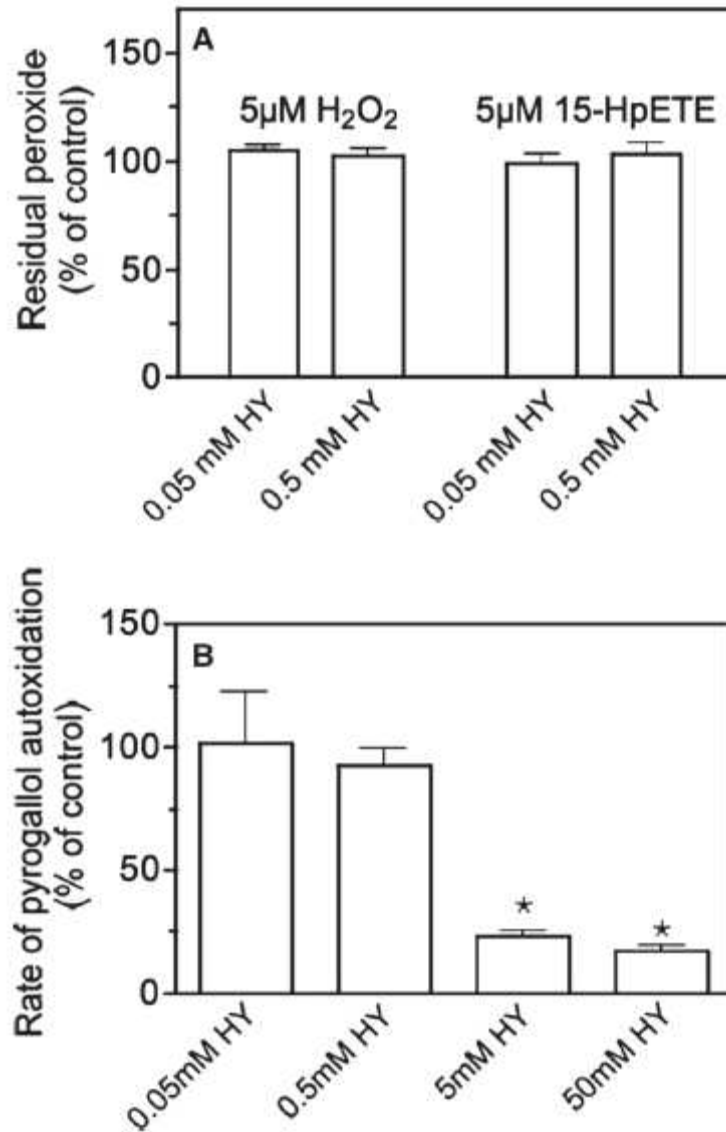 A
Residual peroxide
(% of control)
150
100
50
0
5µM H₂O₂
5µM 15-HpETE
0.05 mM HY
0.5 mM HY
0.05 mM HY
0.5 mM HY
B
Rate of pyrogallol autoxidation
(% of control)
150
100
50
0
*
*
0.05mM HY
0.5mM HY
5mM HY
50mM HY